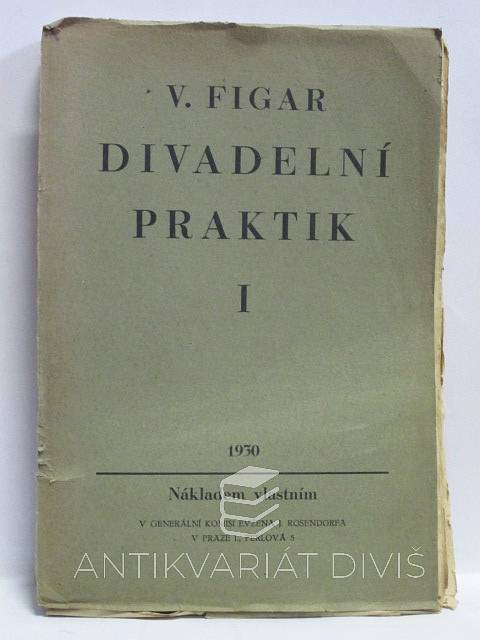 V. FIGAR
DIVADELNÍ
PRAKTIK
I
1930
Nákladem vlastním
V GENERÁLNÍ KOMISI EVŽENA J. ROSENDORFA
V PRAZE I., PERLOVÁ 5
ANTIKVARIÁT DIVIŠ